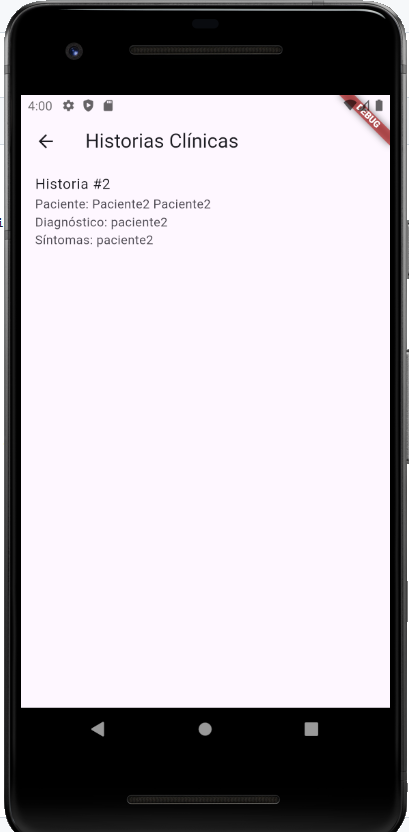 4:00
DEBUG
Historias Clínicas
Historia #2
Paciente: Paciente2 Paciente2
Diagnóstico: paciente2
Síntomas: paciente2